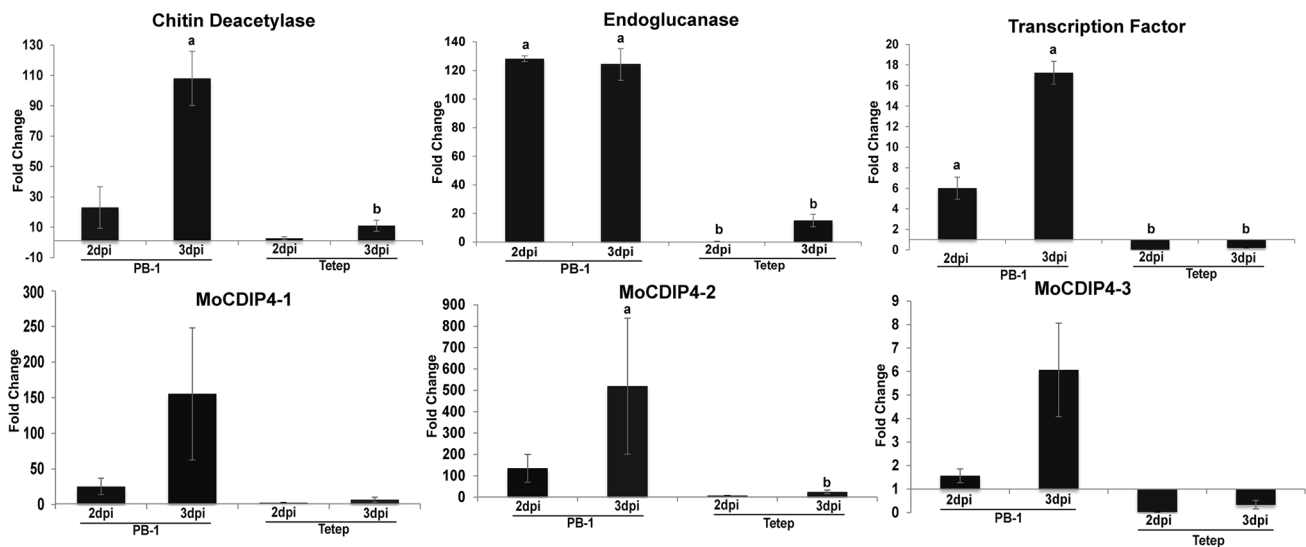 Chitin Deacetylase
Fold Change
130
110
90
70
50
30
10
-10
a
b
2dpi 3dpi 2dpi 3dpi
PB-1 Tetep
Endoglucanase
Fold Change
140
120
100
80
60
40
20
0
a a
b b
2dpi 3dpi 2dpi 3dpi
PB-1 Tetep
Transcription Factor
Fold Change
20
18
16
14
12
10
8
6
4
2
0
a
a
b b
2dpi 3dpi 2dpi 3dpi
PB-1 Tetep
MoCDIP4-1
Fold Change
300
250
200
150
100
50
0
2dpi 3dpi 2dpi 3dpi
PB-1 Tetep
MoCDIP4-2
Fold Change
900
800
700
600
500
400
300
200
100
0
a
b
2dpi 3dpi 2dpi 3dpi
PB-1 Tetep
MoCDIP4-3
Fold Change
9
8
7
6
5
4
3
2
1
0
2dpi 3dpi 2dpi 3dpi
PB-1 Tetep